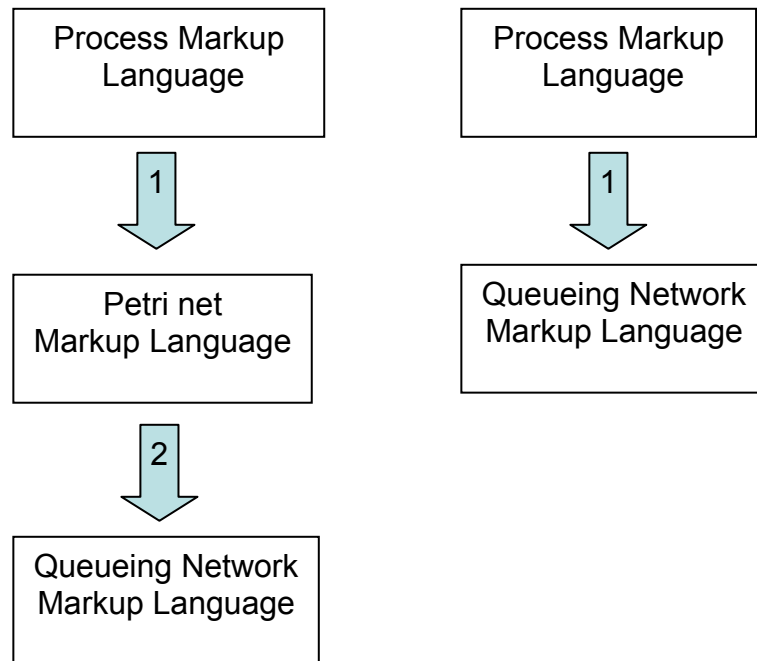 Process Markup
Language
1
Petri net
Markup Language
2
Queueing Network
Markup Language
Process Markup
Language
1
Queueing Network
Markup Language